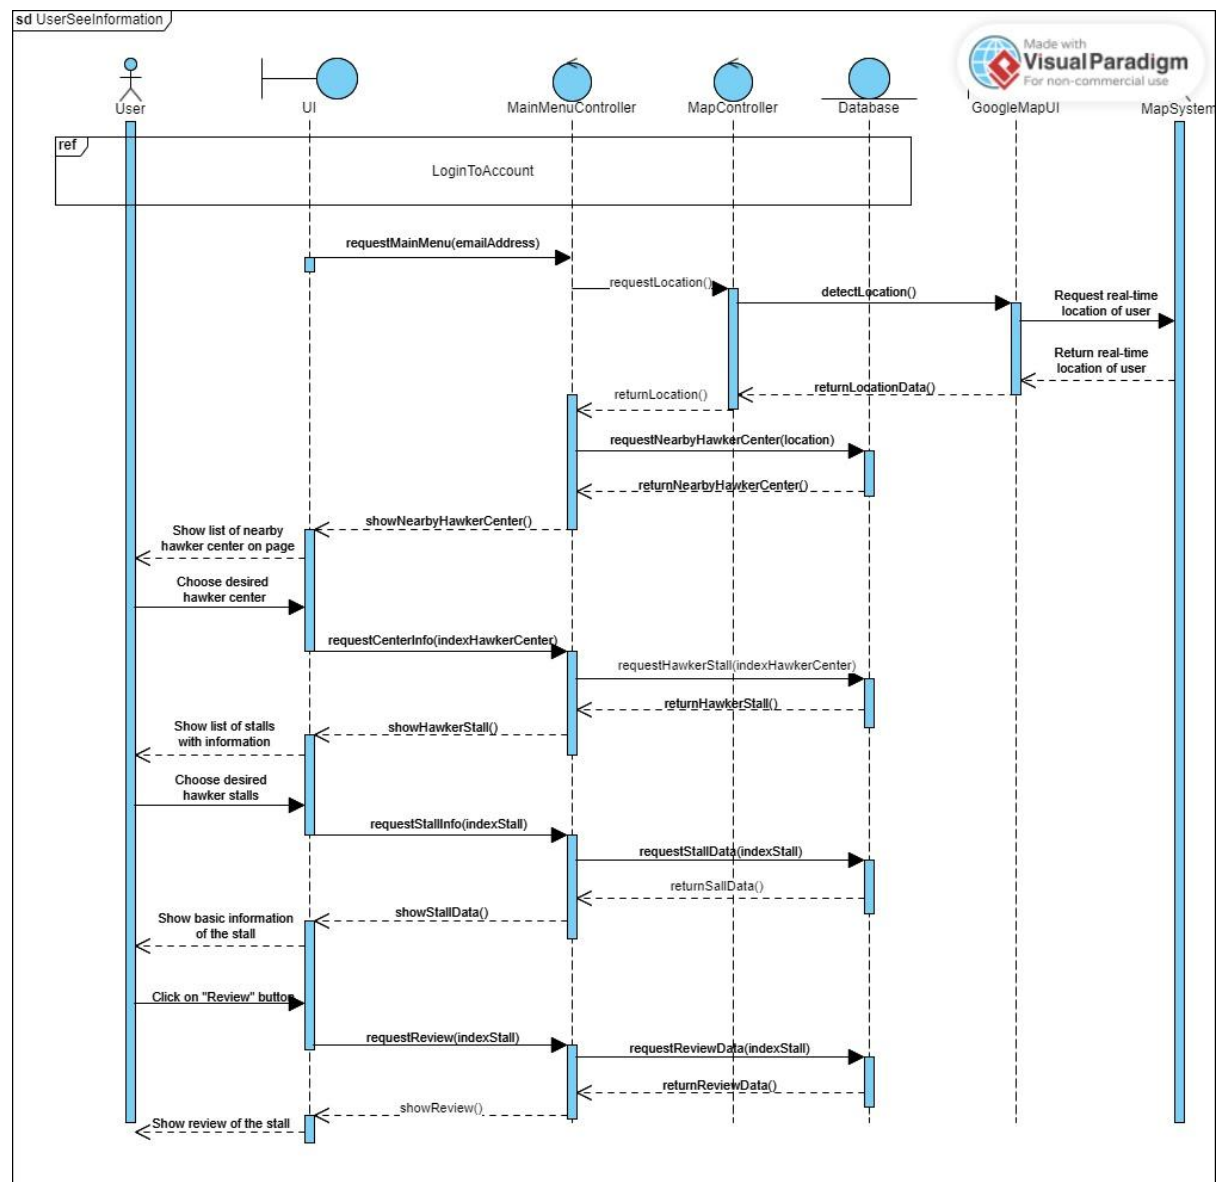 sd UserSeeInformation
Made with
VisualParadigm
For non-commercial use
User
UI
MainMenuController
MapController
Database
GoogleMapUI
MapSystem
ref
LoginToAccount
requestMainMenu(emailAddress)
requestLocation()
detectLocation()
Request real-time
location of user
Return real-time
location of user
returnLocationData()
returnLocation()
requestNearbyHawkerCenter(location)
returnNearbyHawkerCenter()
showNearbyHawkerCenter()
Show list of nearby
hawker center on page
Choose desired
hawker center
requestCenterInfo(indexHawkerCenter)
requestHawkerStall(indexHawkerCenter)
returnHawkerStall()
showHawkerStall()
Show list of stalls
with information
Choose desired
hawker stalls
requestStallInfo(indexStall)
requestStallData(indexStall)
returnSallData()
showStallData()
Show basic information
of the stall
Click on "Review" button
requestReview(indexStall)
requestReviewData(indexStall)
returnReviewData()
showReview()
Show review of the stall